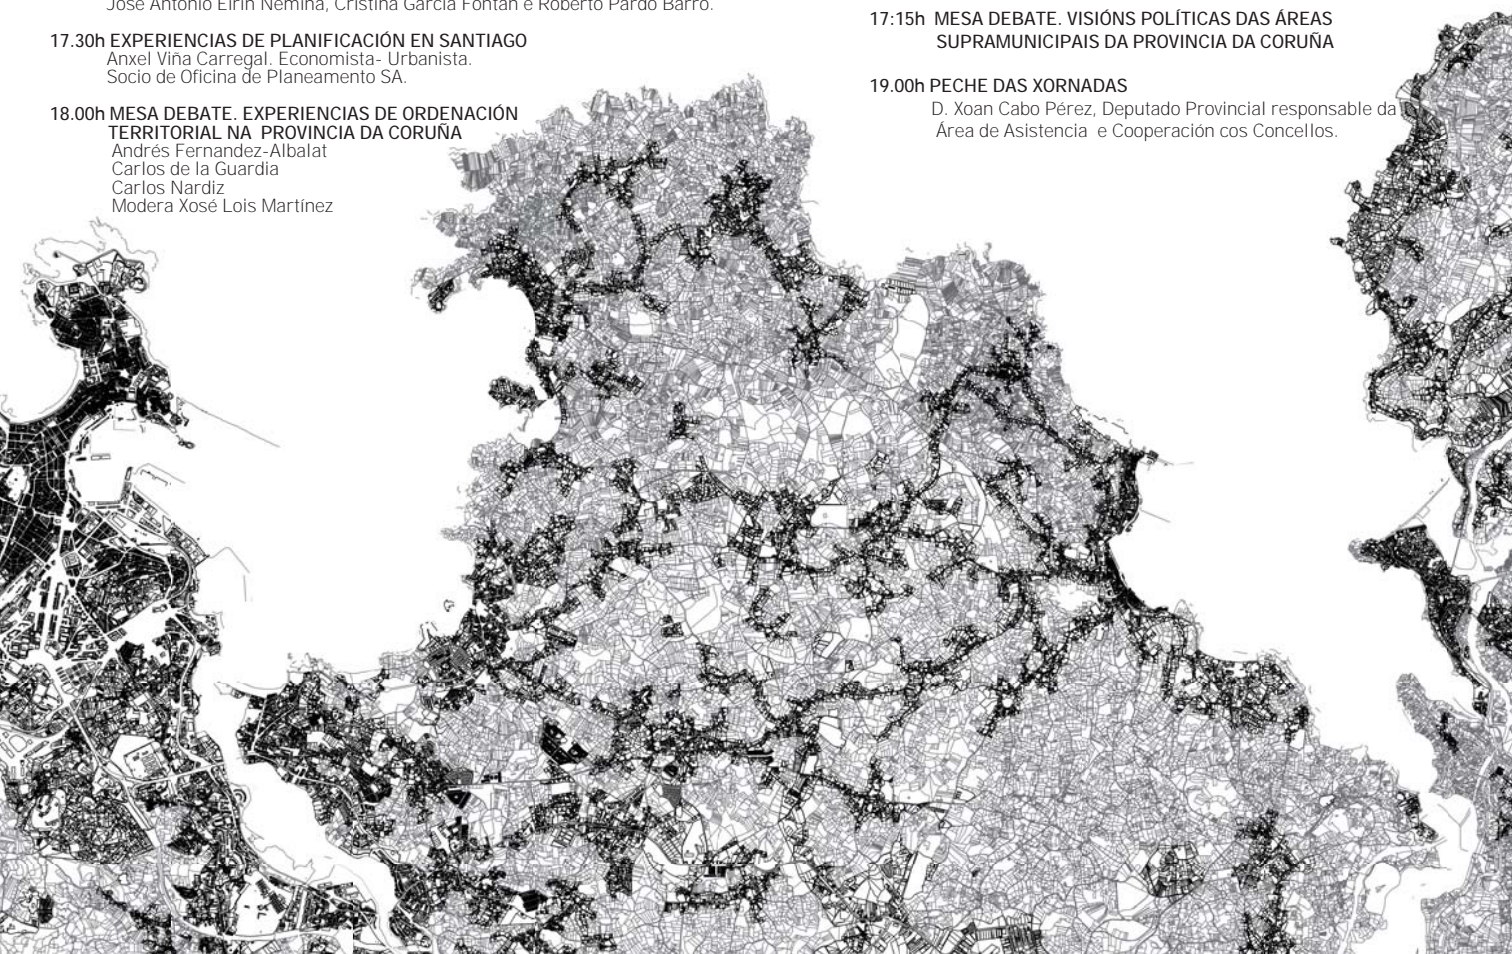 José Antonio Eirín Nemiña, Cristina García Fontán e Roberto Pardo Barro.
17.30h EXPERIENCIAS DE PLANIFICACIÓN EN SANTIAGO
Anxel Viña Carregal. Economista- Urbanista.
Socio de Oficina de Planeamento SA.
18.00h MESA DEBATE. EXPERIENCIAS DE ORDENACIÓN
TERRITORIAL NA PROVINCIA DA CORUÑA
Andrés Fernandez-Albalat
Carlos de la Guardia
Carlos Nardiz
Modera Xosé Lois Martínez
17:15h MESA DEBATE. VISIÓNS POLÍTICAS DAS ÁREAS
SUPRAMUNICIPAIS DA PROVINCIA DA CORUÑA
19.00h PECHE DAS XORNADAS
D. Xoan Cabo Pérez, Deputado Provincial responsable da
Área de Asistencia e Cooperación cos Concellos.